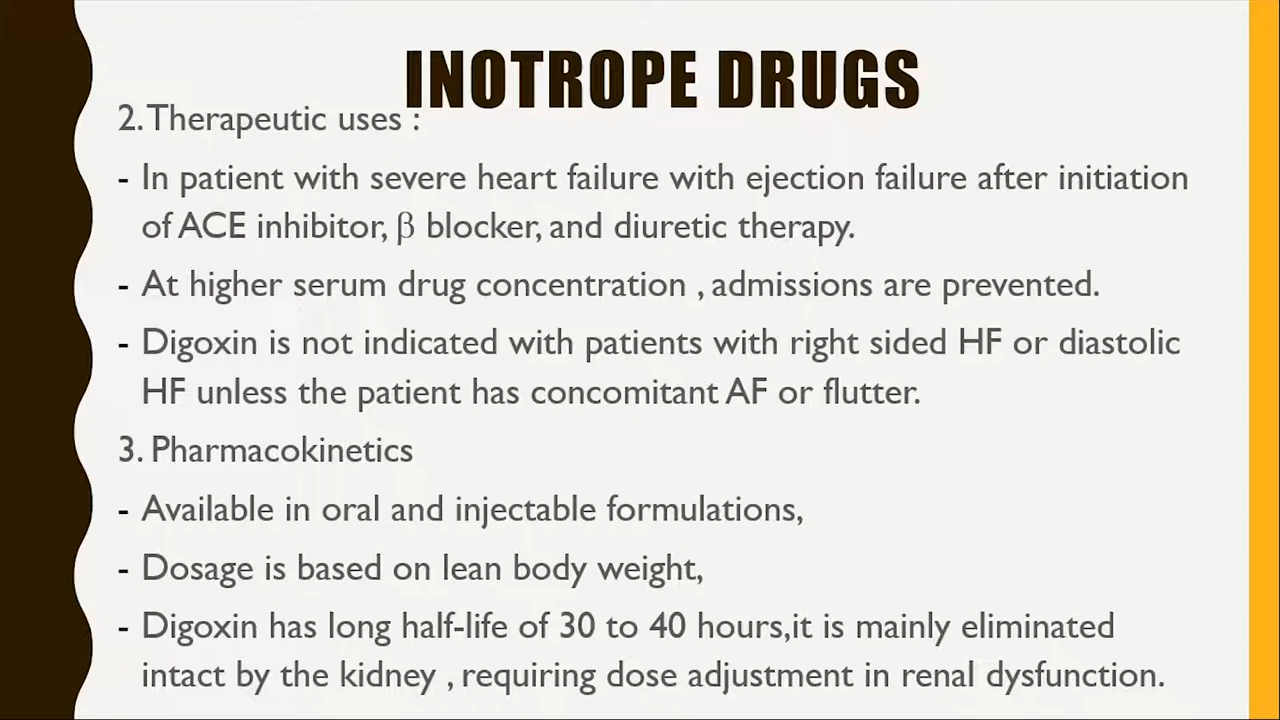 INOTROPE DRUGS
2. Therapeutic uses :
- In patient with severe heart failure with ejection failure after initiation
of ACE inhibitor, β blocker, and diuretic therapy.
- At higher serum drug concentration , admissions are prevented.
- Digoxin is not indicated with patients with right sided HF or diastolic
HF unless the patient has concomitant AF or flutter.
3. Pharmacokinetics
- Available in oral and injectable formulations,
- Dosage is based on lean body weight,
- Digoxin has long half-life of 30 to 40 hours,it is mainly eliminated
intact by the kidney , requiring dose adjustment in renal dysfunction.